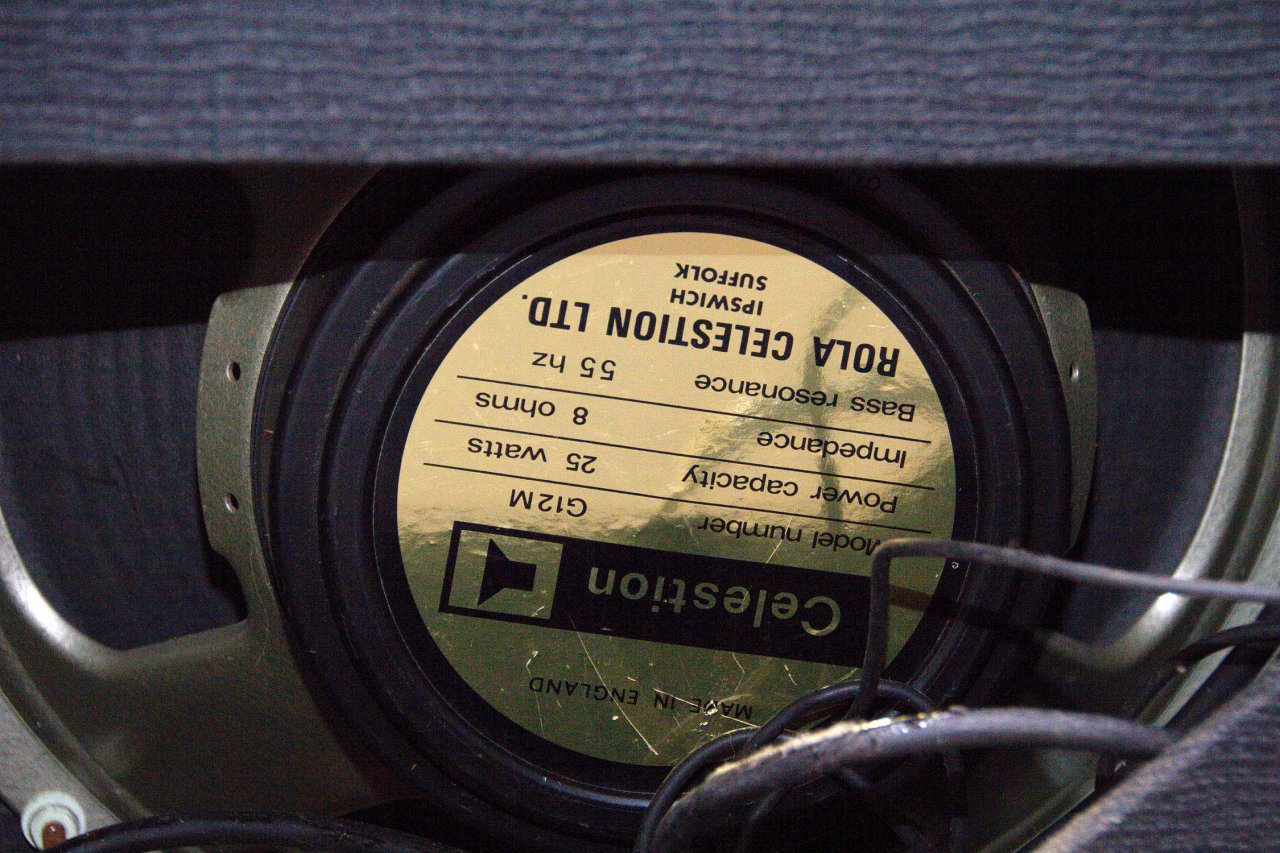 MADE IN ENGLAND
Celestion
Model number G12M
Power capacity 25 watts
Impedance 8 ohms
Bass resonance 55 hz
ROLA CELESTION LTD.
IPSWICH
SUFFOLK